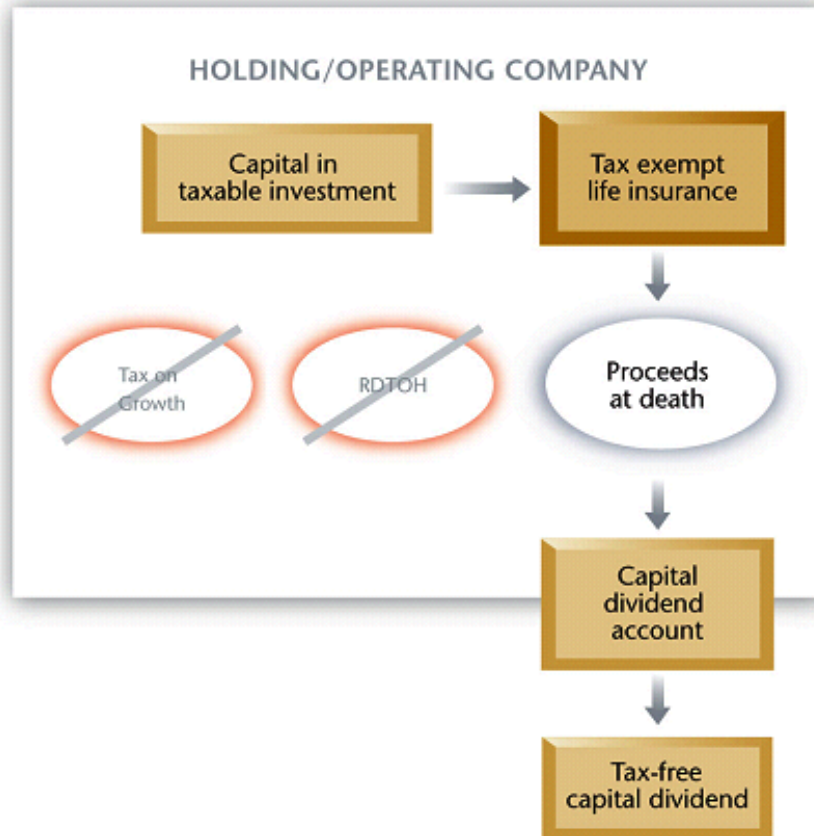 HOLDING/OPERATING COMPANY
Capital in
taxable investment
Tax exempt
life insurance
Tax on
Growth
RDTOH
Proceeds
at death
Capital
dividend
account
Tax-free
capital dividend